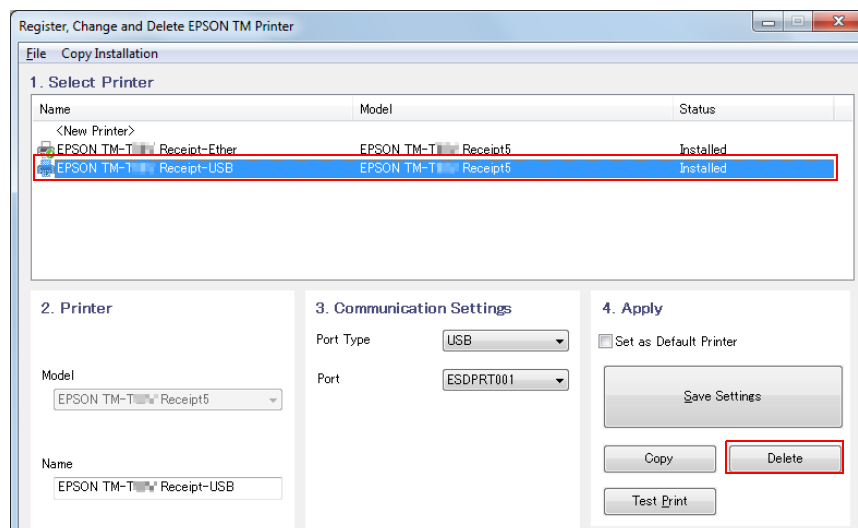 Register, Change and Delete EPSON TM Printer
File Copy Installation
1. Select Printer
Name Model Status
<New Printer>
EPSON TM-T Receipt-Ether EPSON TM-T Receipt5 Installed
EPSON TM-T Receipt-USB EPSON TM-T Receipt5 Installed
2. Printer
Model
EPSON TM-T Receipt5
Name
EPSON TM-T Receipt-USB
3. Communication Settings
Port Type USB
Port ESDPRT001
4. Apply
Set as Default Printer
Save Settings
Copy Delete
Test Print